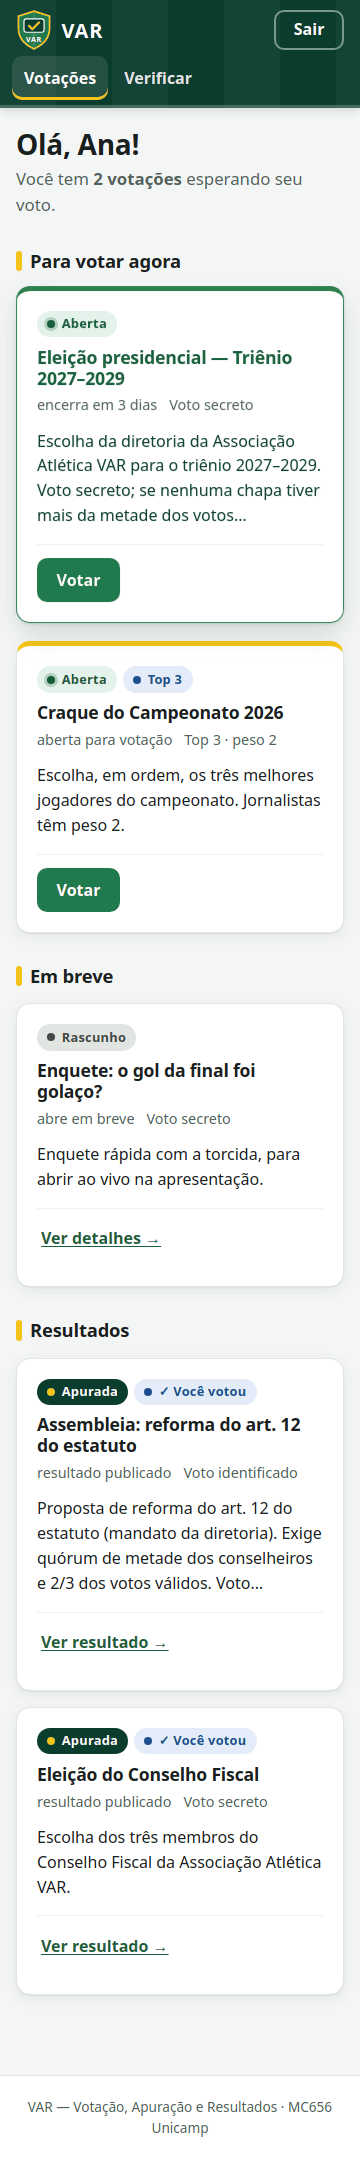 VAR
VAR
Sair
Votações
Verificar
Olá, Ana!
Você tem 2 votações esperando seu
voto.
Para votar agora
Aberta
Eleição presidencial — Triênio
2027–2029
encerra em 3 dias Voto secreto
Escolha da diretoria da Associação
Atlética VAR para o triênio 2027–2029.
Voto secreto; se nenhuma chapa tiver
mais da metade dos votos...
Votar
Aberta
Top 3
Craque do Campeonato 2026
aberta para votação Top 3 · peso 2
Escolha, em ordem, os três melhores
jogadores do campeonato. Jornalistas
têm peso 2.
Votar
Em breve
Rascunho
Enquete: o gol da final foi
golaço?
abre em breve Voto secreto
Enquete rápida com a torcida, para
abrir ao vivo na apresentação.
Ver detalhes →
Resultados
Apurada
✓ Você votou
Assembleia: reforma do art. 12
do estatuto
resultado publicado Voto identificado
Proposta de reforma do art. 12 do
estatuto (mandato da diretoria). Exige
quórum de metade dos conselheiros
e 2/3 dos votos válidos. Voto...
Ver resultado →
Apurada
✓ Você votou
Eleição do Conselho Fiscal
resultado publicado Voto secreto
Escolha dos três membros do
Conselho Fiscal da Associação Atlética
VAR.
Ver resultado →
VAR — Votação, Apuração e Resultados · MC656
Unicamp